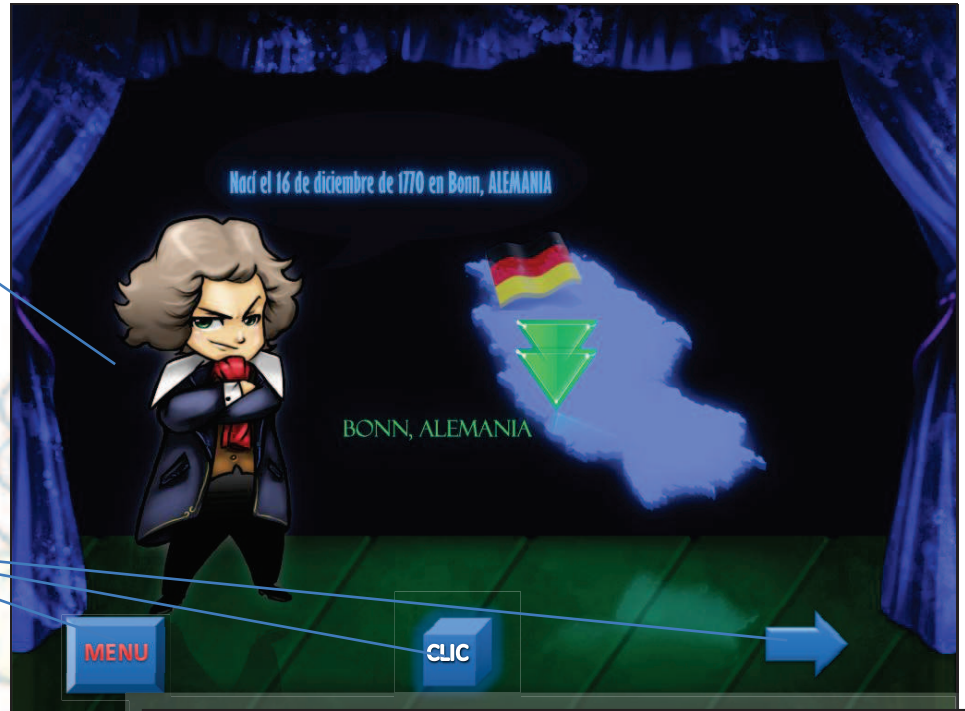 Nací el 16 de diciembre de 1770 en Bonn, ALEMANIA
BONN, ALEMANIA
MENU
CLIC